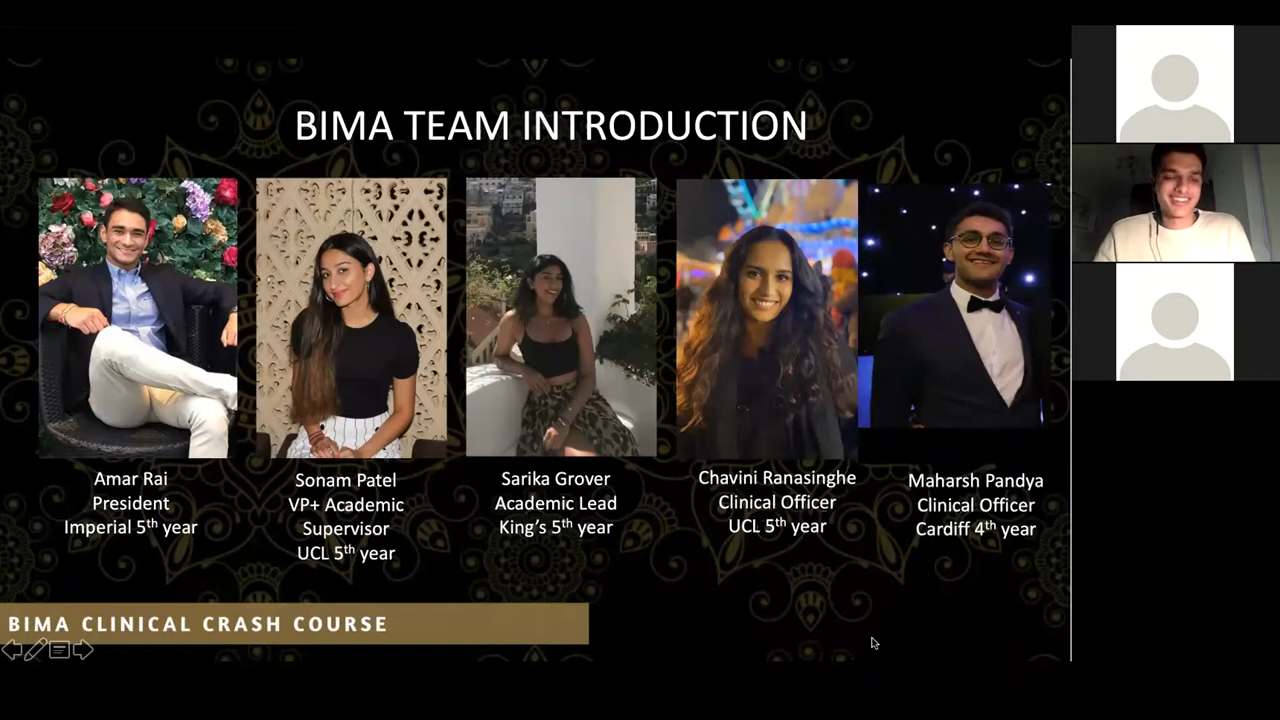 BIMA TEAM INTRODUCTION
Amar Rai
President
Imperial 5th year
Sonam Patel
VP+ Academic
Supervisor
UCL 5th year
Sarika Grover
Academic Lead
King's 5th year
Chavini Ranasinghe
Clinical Officer
UCL 5th year
Maharsh Pandya
Clinical Officer
Cardiff 4th year
BIMA CLINICAL CRASH COURSE